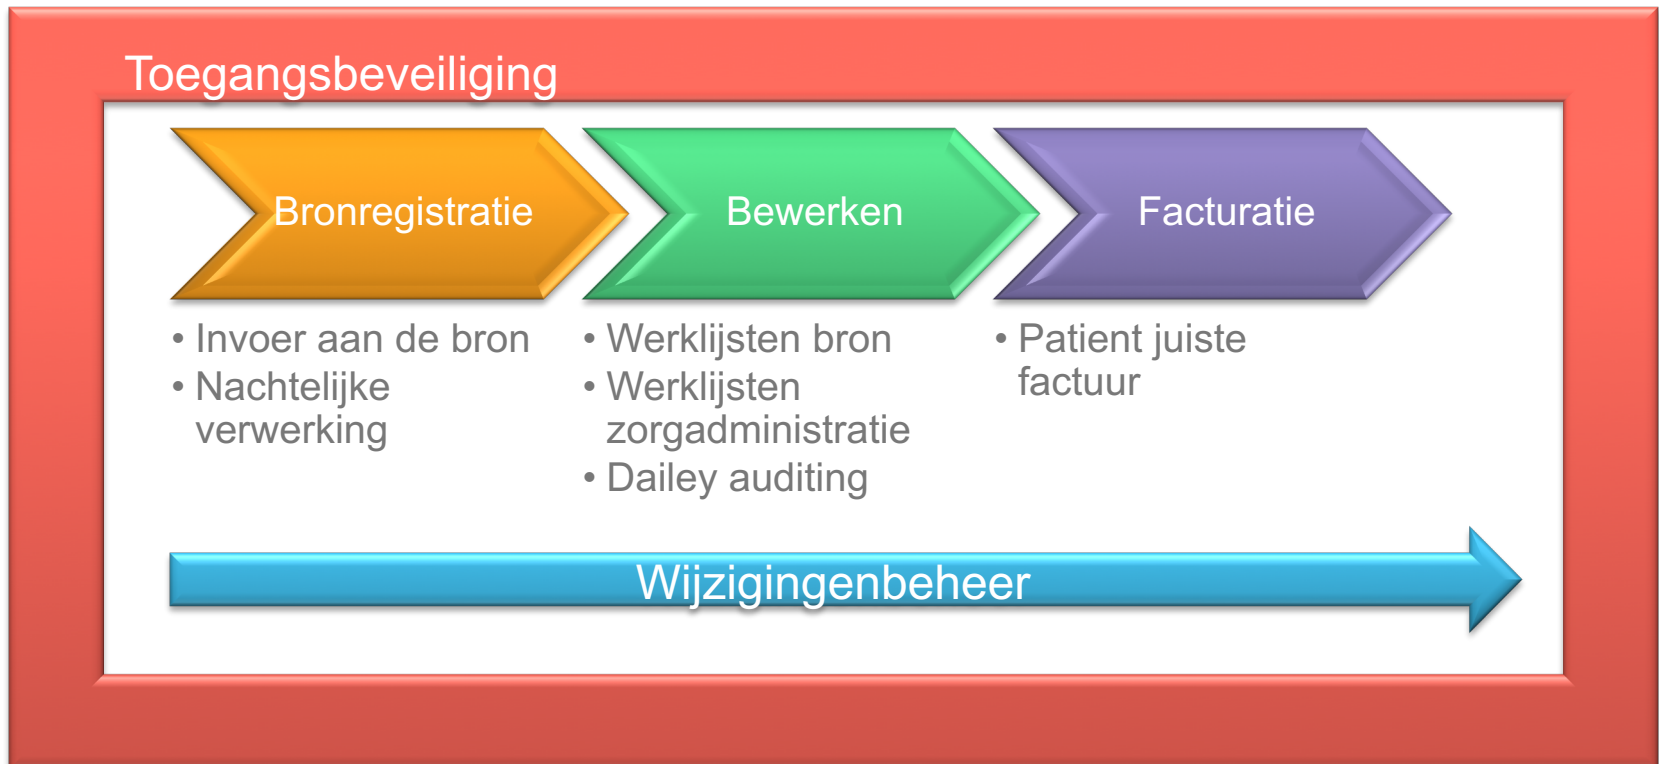 Toegangsbeveiliging
Bronregistratie
• Invoer aan de bron
• Nachtelijke
verwerking
Bewerken
• Werklijsten bron
• Werklijsten
zorgadministratie
• Dailey auditing
Facturatie
• Patient juiste
factuur
Wijzigingenbeheer